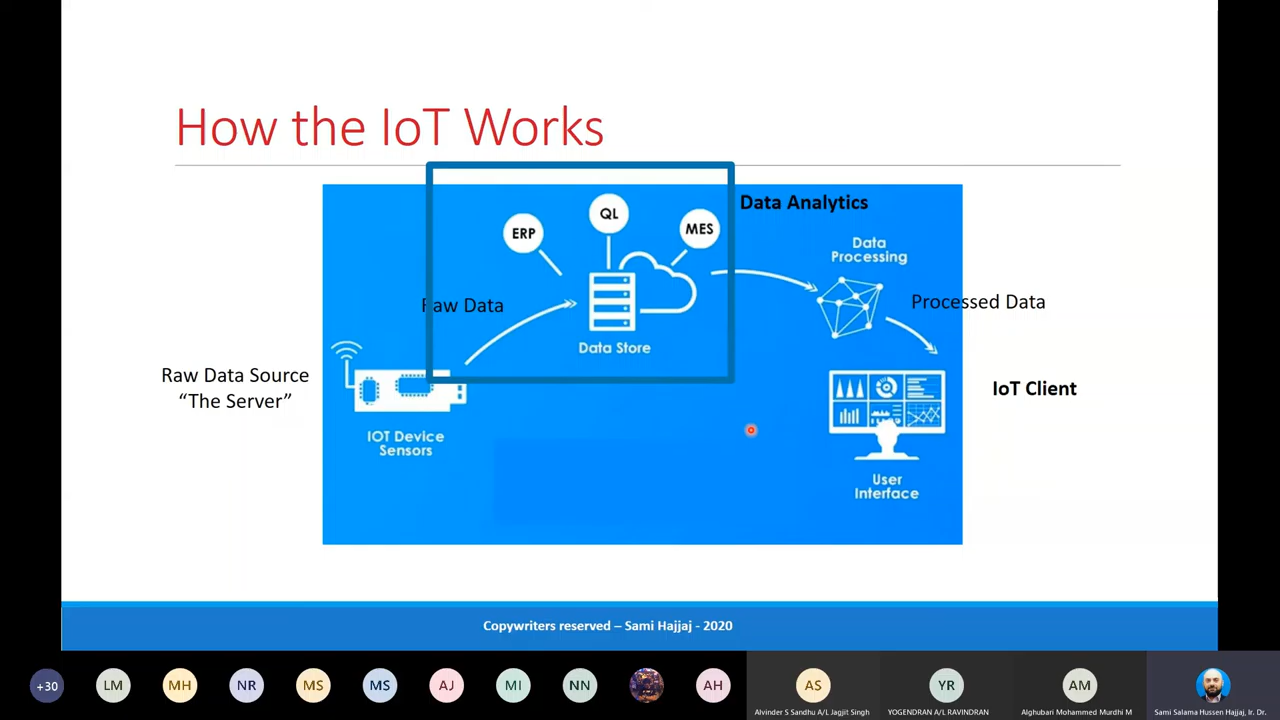 How the IoT Works
ERP
QL
MES
Data Analytics
Data
Processing
Raw Data
Processed Data
Data Store
Raw Data Source
“The Server”
IoT Client
IOT Device
Sensors
User
Interface
Copywriters reserved – Sami Hajjaj - 2020
+30
LM
MH
NR
MS
MS
AJ
MI
NN
AH
AS
YR
AM
Alvinder S Sandhu A/L Jagjit Singh
YOGENDRAN A/L RAVINDRAN
Alghubari Mohammed Murdhi M
Sami Salama Hussen Hajjaj, Ir. Dr.